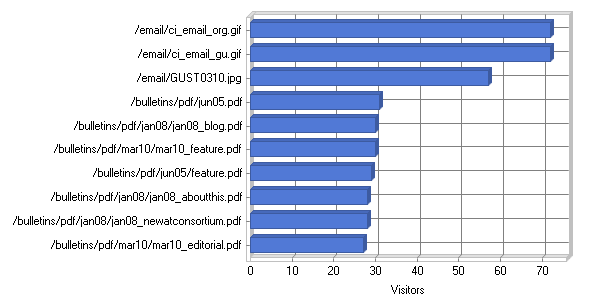 /email/ci_email_org.gif
/email/ci_email_gu.gif
/email/GUST0310.jpg
/bulletins/pdf/jun05.pdf
/bulletins/pdf/jan08/jan08_blog.pdf
/bulletins/pdf/mar10/mar10_feature.pdf
/bulletins/pdf/jun05/feature.pdf
/bulletins/pdf/jan08/jan08_aboutthis.pdf
/bulletins/pdf/jan08/jan08_newatconsortium.pdf
/bulletins/pdf/mar10/mar10_editorial.pdf
0 10 20 30 40 50 60 70
Visitors